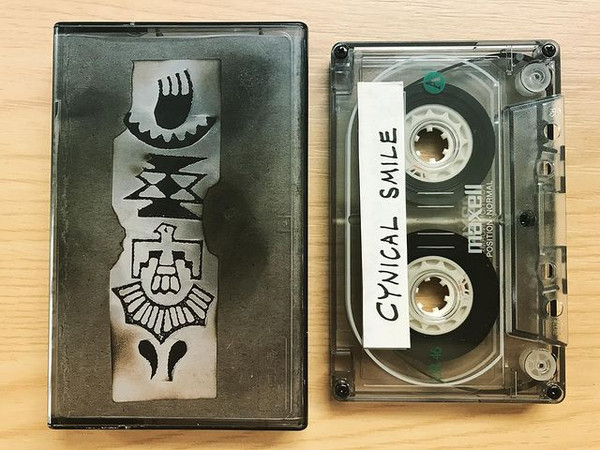 A
CYNICAL SMILE
maxell
POSITION NORMAL